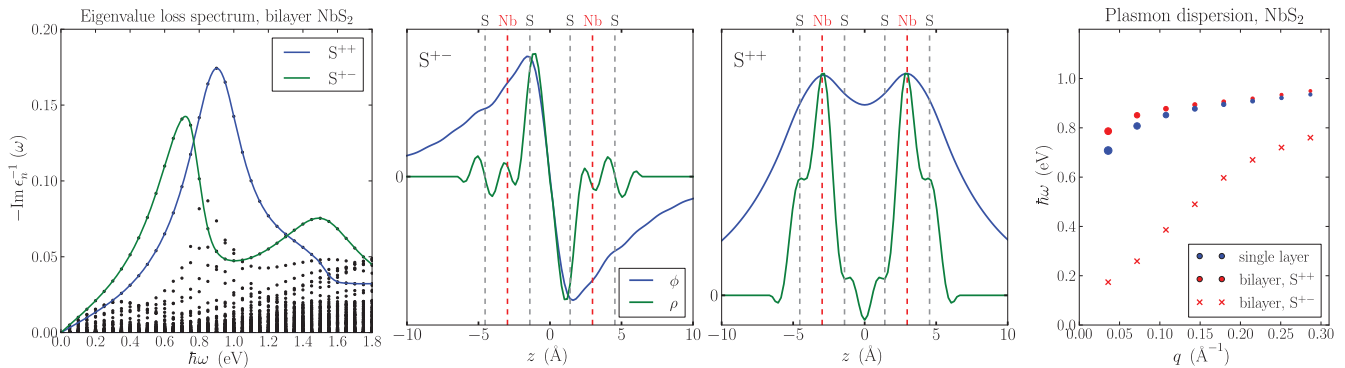 Eigenvalue loss spectrum, bilayer NbS₂
S⁺⁺
S⁺⁻
0.20
0.15
0.10
0.05
0.00
−Im ϵₙ⁻¹ (ω)
0.0 0.2 0.4 0.6 0.8 1.0 1.2 1.4 1.6 1.8
ħω (eV)
S Nb S S Nb S
S⁺⁻
0
ϕ
ρ
−10 −5 0 5 10
z (Å)
S Nb S S Nb S
S⁺⁺
0
−10 −5 0 5 10
z (Å)
Plasmon dispersion, NbS₂
1.0
0.8
0.6
0.4
0.2
0.0
ħω (eV)
single layer
bilayer, S⁺⁺
bilayer, S⁺⁻
0.00 0.05 0.10 0.15 0.20 0.25 0.30
q (Å⁻¹)